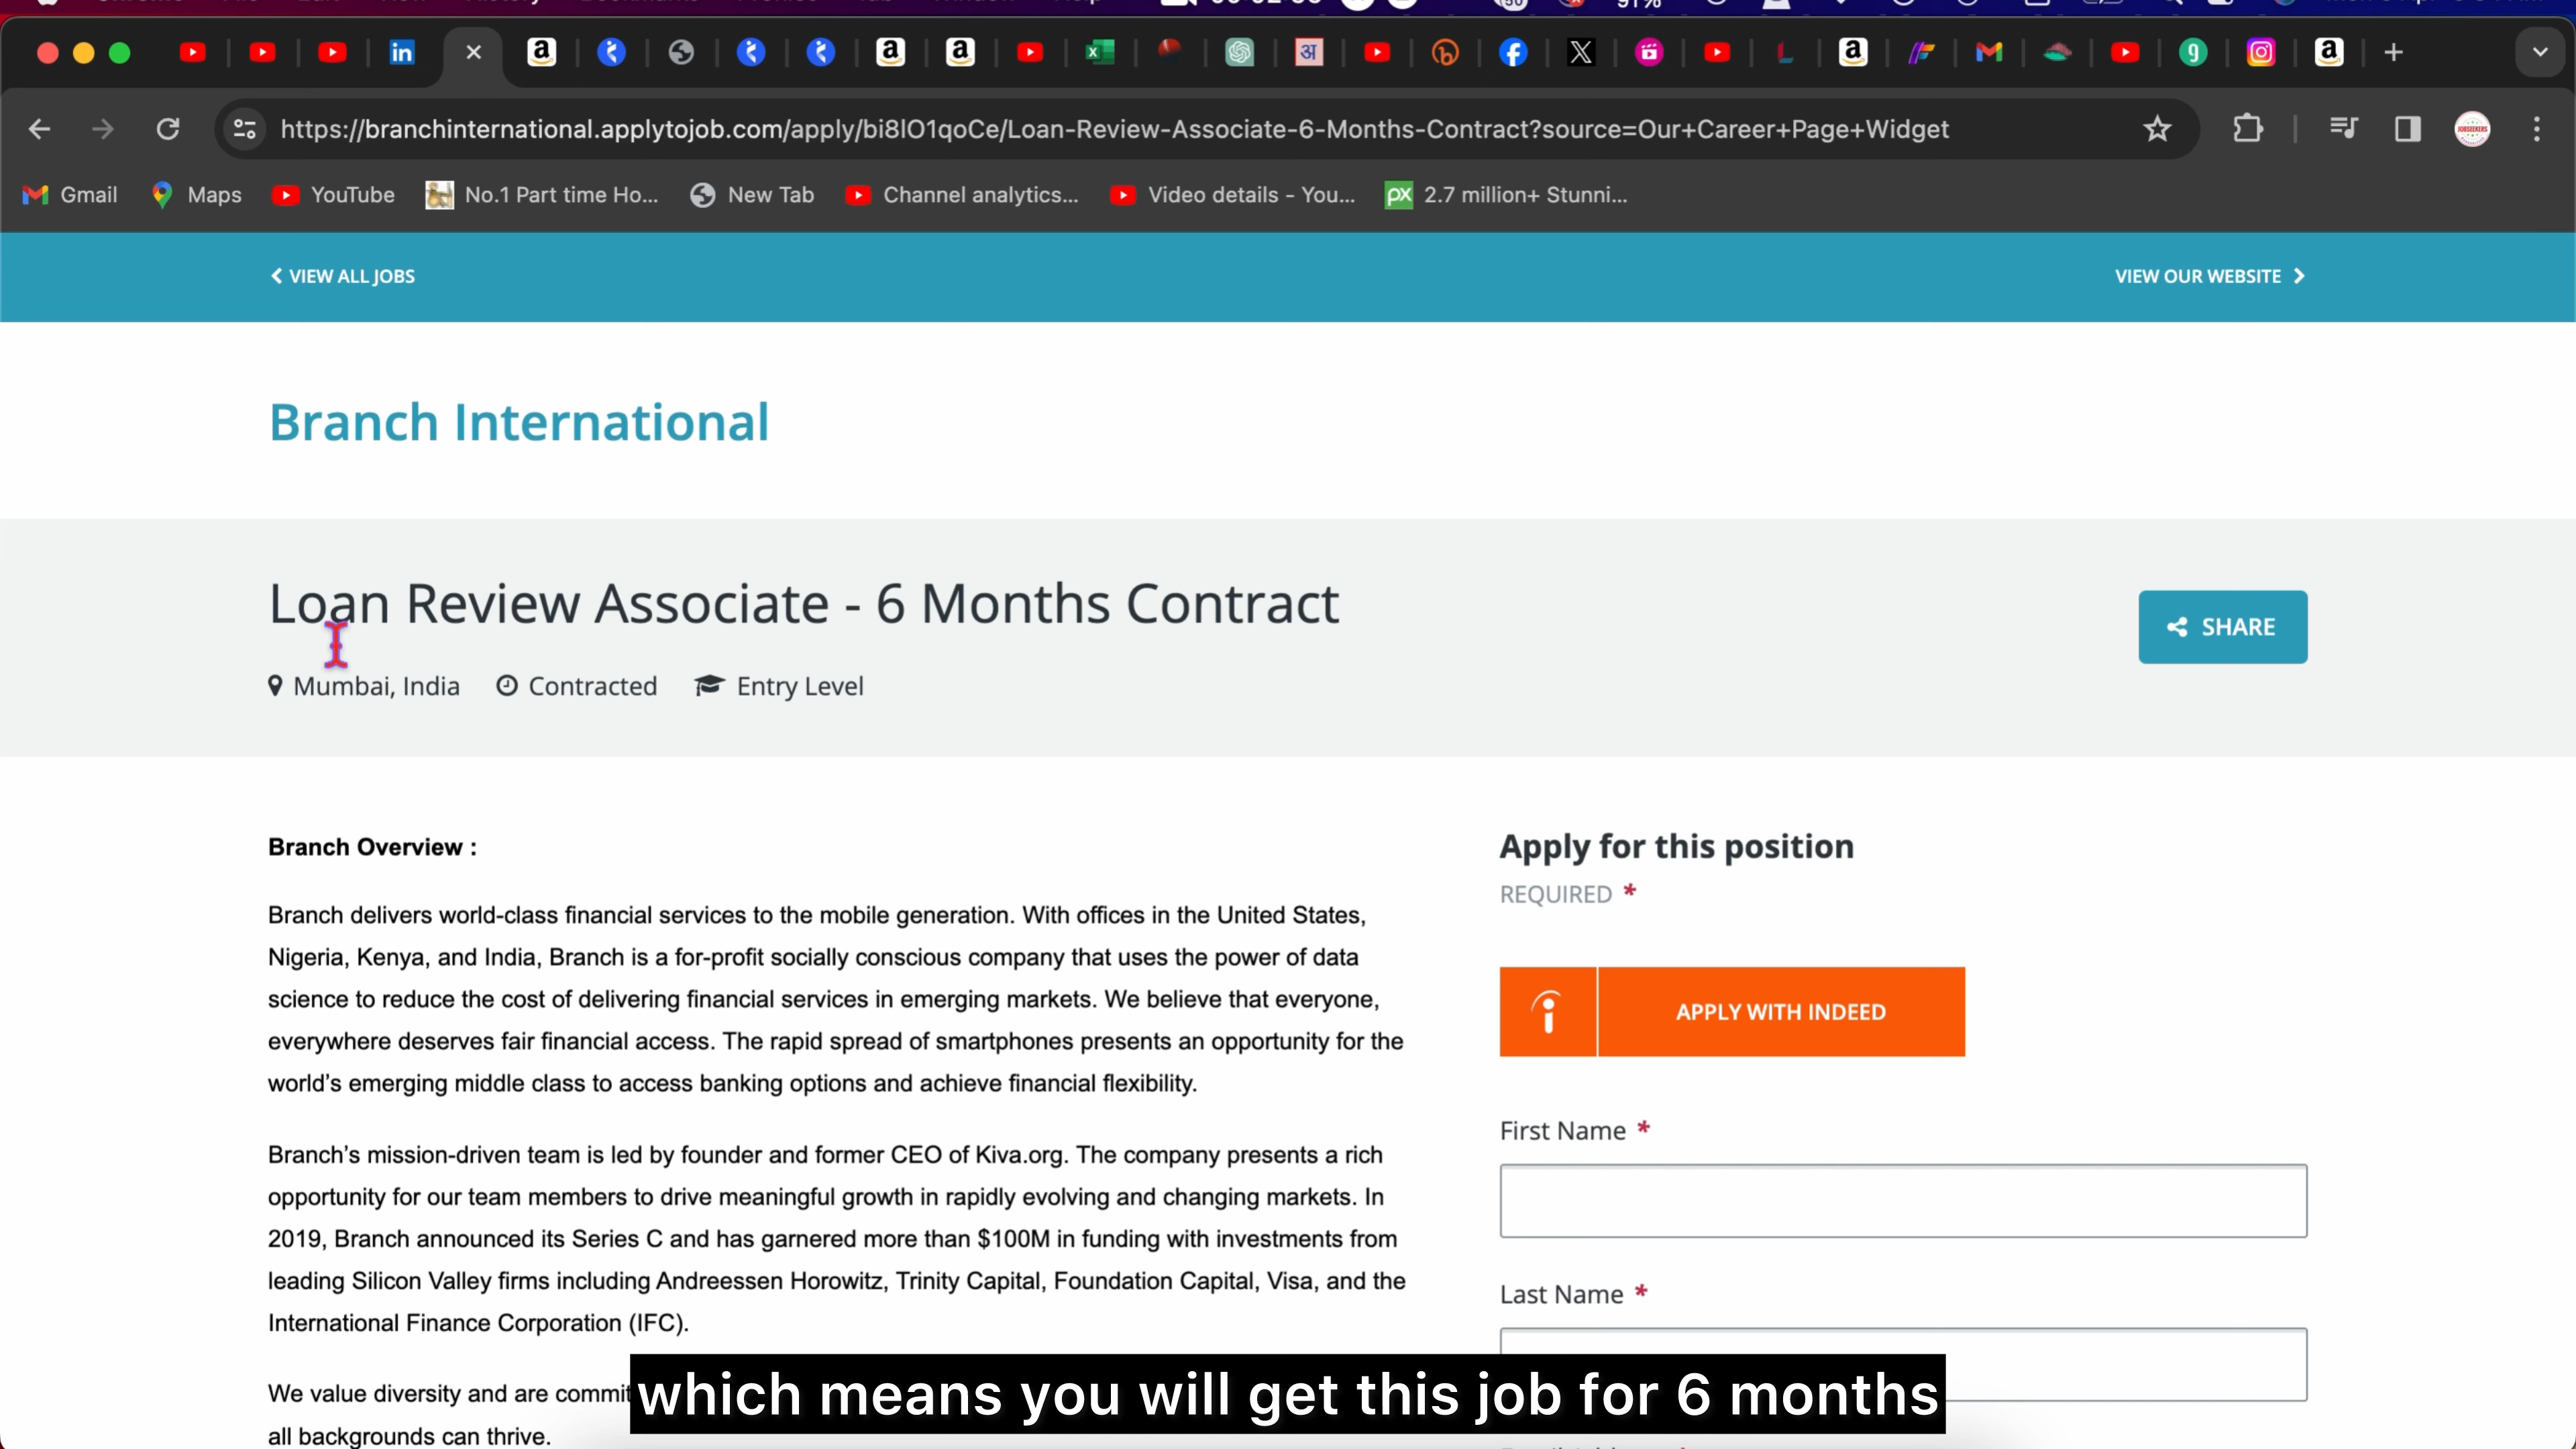 91%
https://branchinternational.applytojob.com/apply/bi8lO1qoCe/Loan-Review-Associate-6-Months-Contract?source=Our+Career+Page+Widget
Gmail Maps YouTube No.1 Part time Ho... New Tab Channel analytics... Video details - You... 2.7 million+ Stunni...
VIEW ALL JOBS VIEW OUR WEBSITE
Branch International
Loan Review Associate - 6 Months Contract
SHARE
Mumbai, India Contracted Entry Level
Branch Overview :
Branch delivers world-class financial services to the mobile generation. With offices in the United States,
Nigeria, Kenya, and India, Branch is a for-profit socially conscious company that uses the power of data
science to reduce the cost of delivering financial services in emerging markets. We believe that everyone,
everywhere deserves fair financial access. The rapid spread of smartphones presents an opportunity for the
world's emerging middle class to access banking options and achieve financial flexibility.
Branch's mission-driven team is led by founder and former CEO of Kiva.org. The company presents a rich
opportunity for our team members to drive meaningful growth in rapidly evolving and changing markets. In
2019, Branch announced its Series C and has garnered more than $100M in funding with investments from
leading Silicon Valley firms including Andreessen Horowitz, Trinity Capital, Foundation Capital, Visa, and the
International Finance Corporation (IFC).
We value diversity and are commit
all backgrounds can thrive.
Apply for this position
REQUIRED *
APPLY WITH INDEED
First Name *
Last Name *
which means you will get this job for 6 months